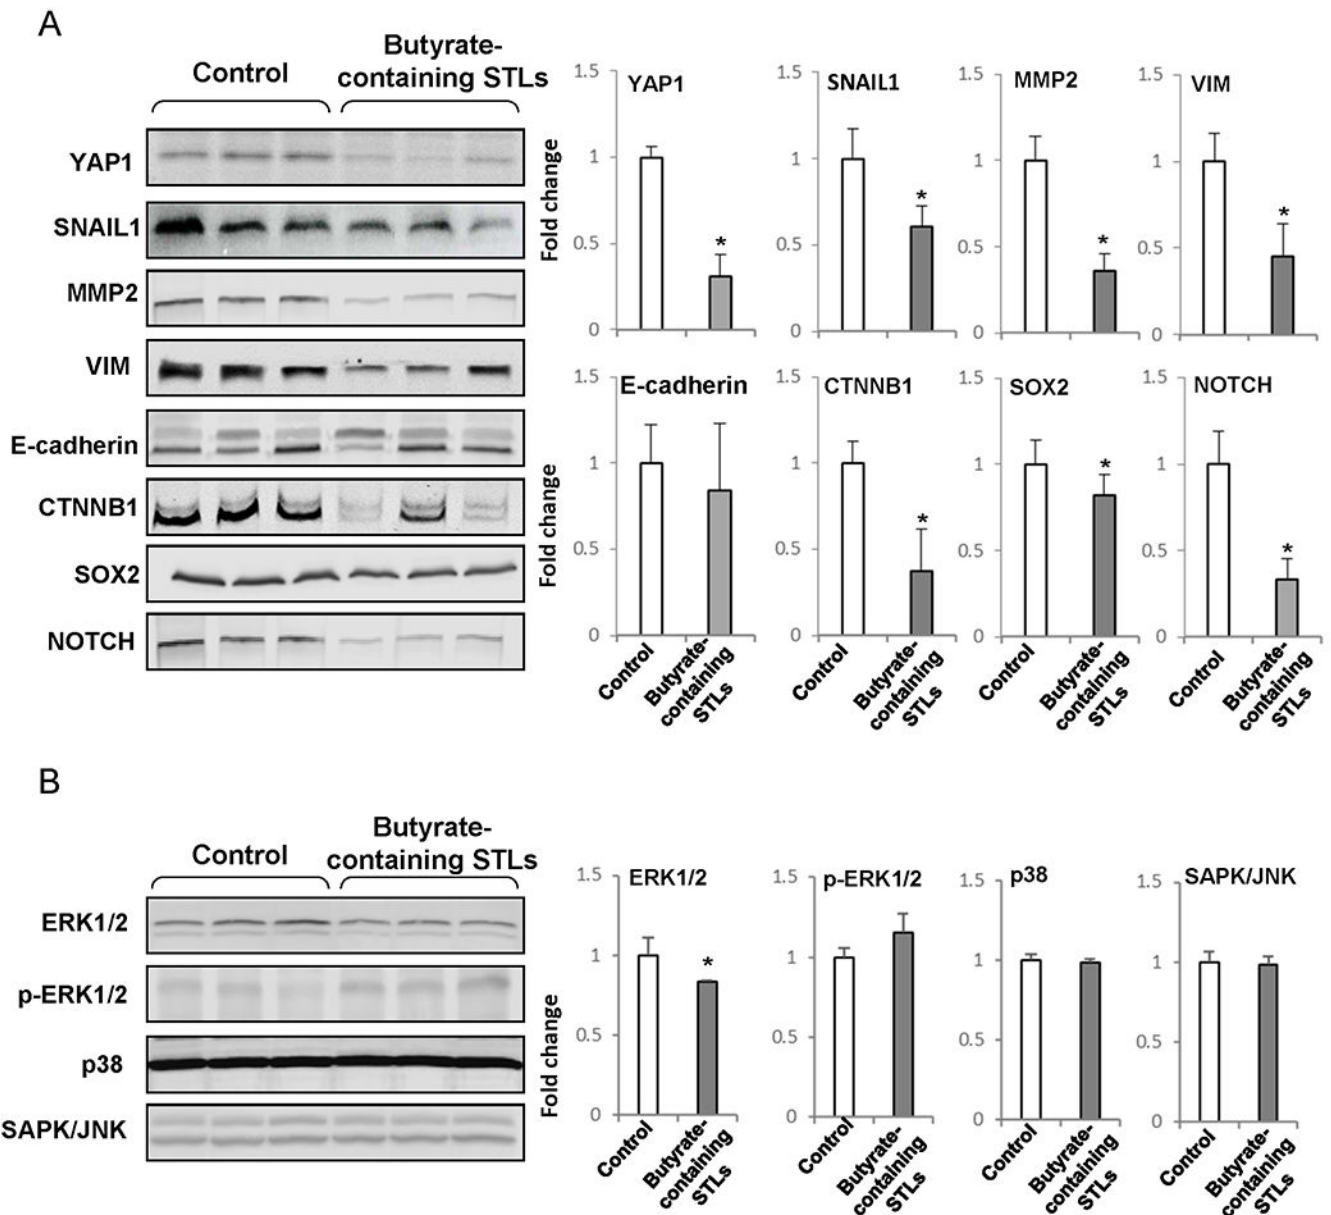 A
Control
Butyrate-
containing STLs
YAP1
SNAIL1
MMP2
VIM
E-cadherin
CTNNB1
SOX2
NOTCH
Fold change
1.5
1
0.5
0
YAP1
*
1.5
1
0.5
0
SNAIL1
*
1.5
1
0.5
0
MMP2
*
1.5
1
0.5
0
VIM
*
Fold change
1.5
1
0.5
0
E-cadherin
Control
Butyrate-
containing
STLs
1.5
1
0.5
0
CTNNB1
*
Control
Butyrate-
containing
STLs
1.5
1
0.5
0
SOX2
*
Control
Butyrate-
containing
STLs
1.5
1
0.5
0
NOTCH
*
Control
Butyrate-
containing
STLs
B
Control
Butyrate-
containing STLs
ERK1/2
p-ERK1/2
p38
SAPK/JNK
Fold change
1.5
1
0.5
0
ERK1/2
*
Control
Butyrate-
containing
STLs
1.5
1
0.5
0
p-ERK1/2
Control
Butyrate-
containing
STLs
1.5
1
0.5
0
p38
Control
Butyrate-
containing
STLs
1.5
1
0.5
0
SAPK/JNK
Control
Butyrate-
containing
STLs